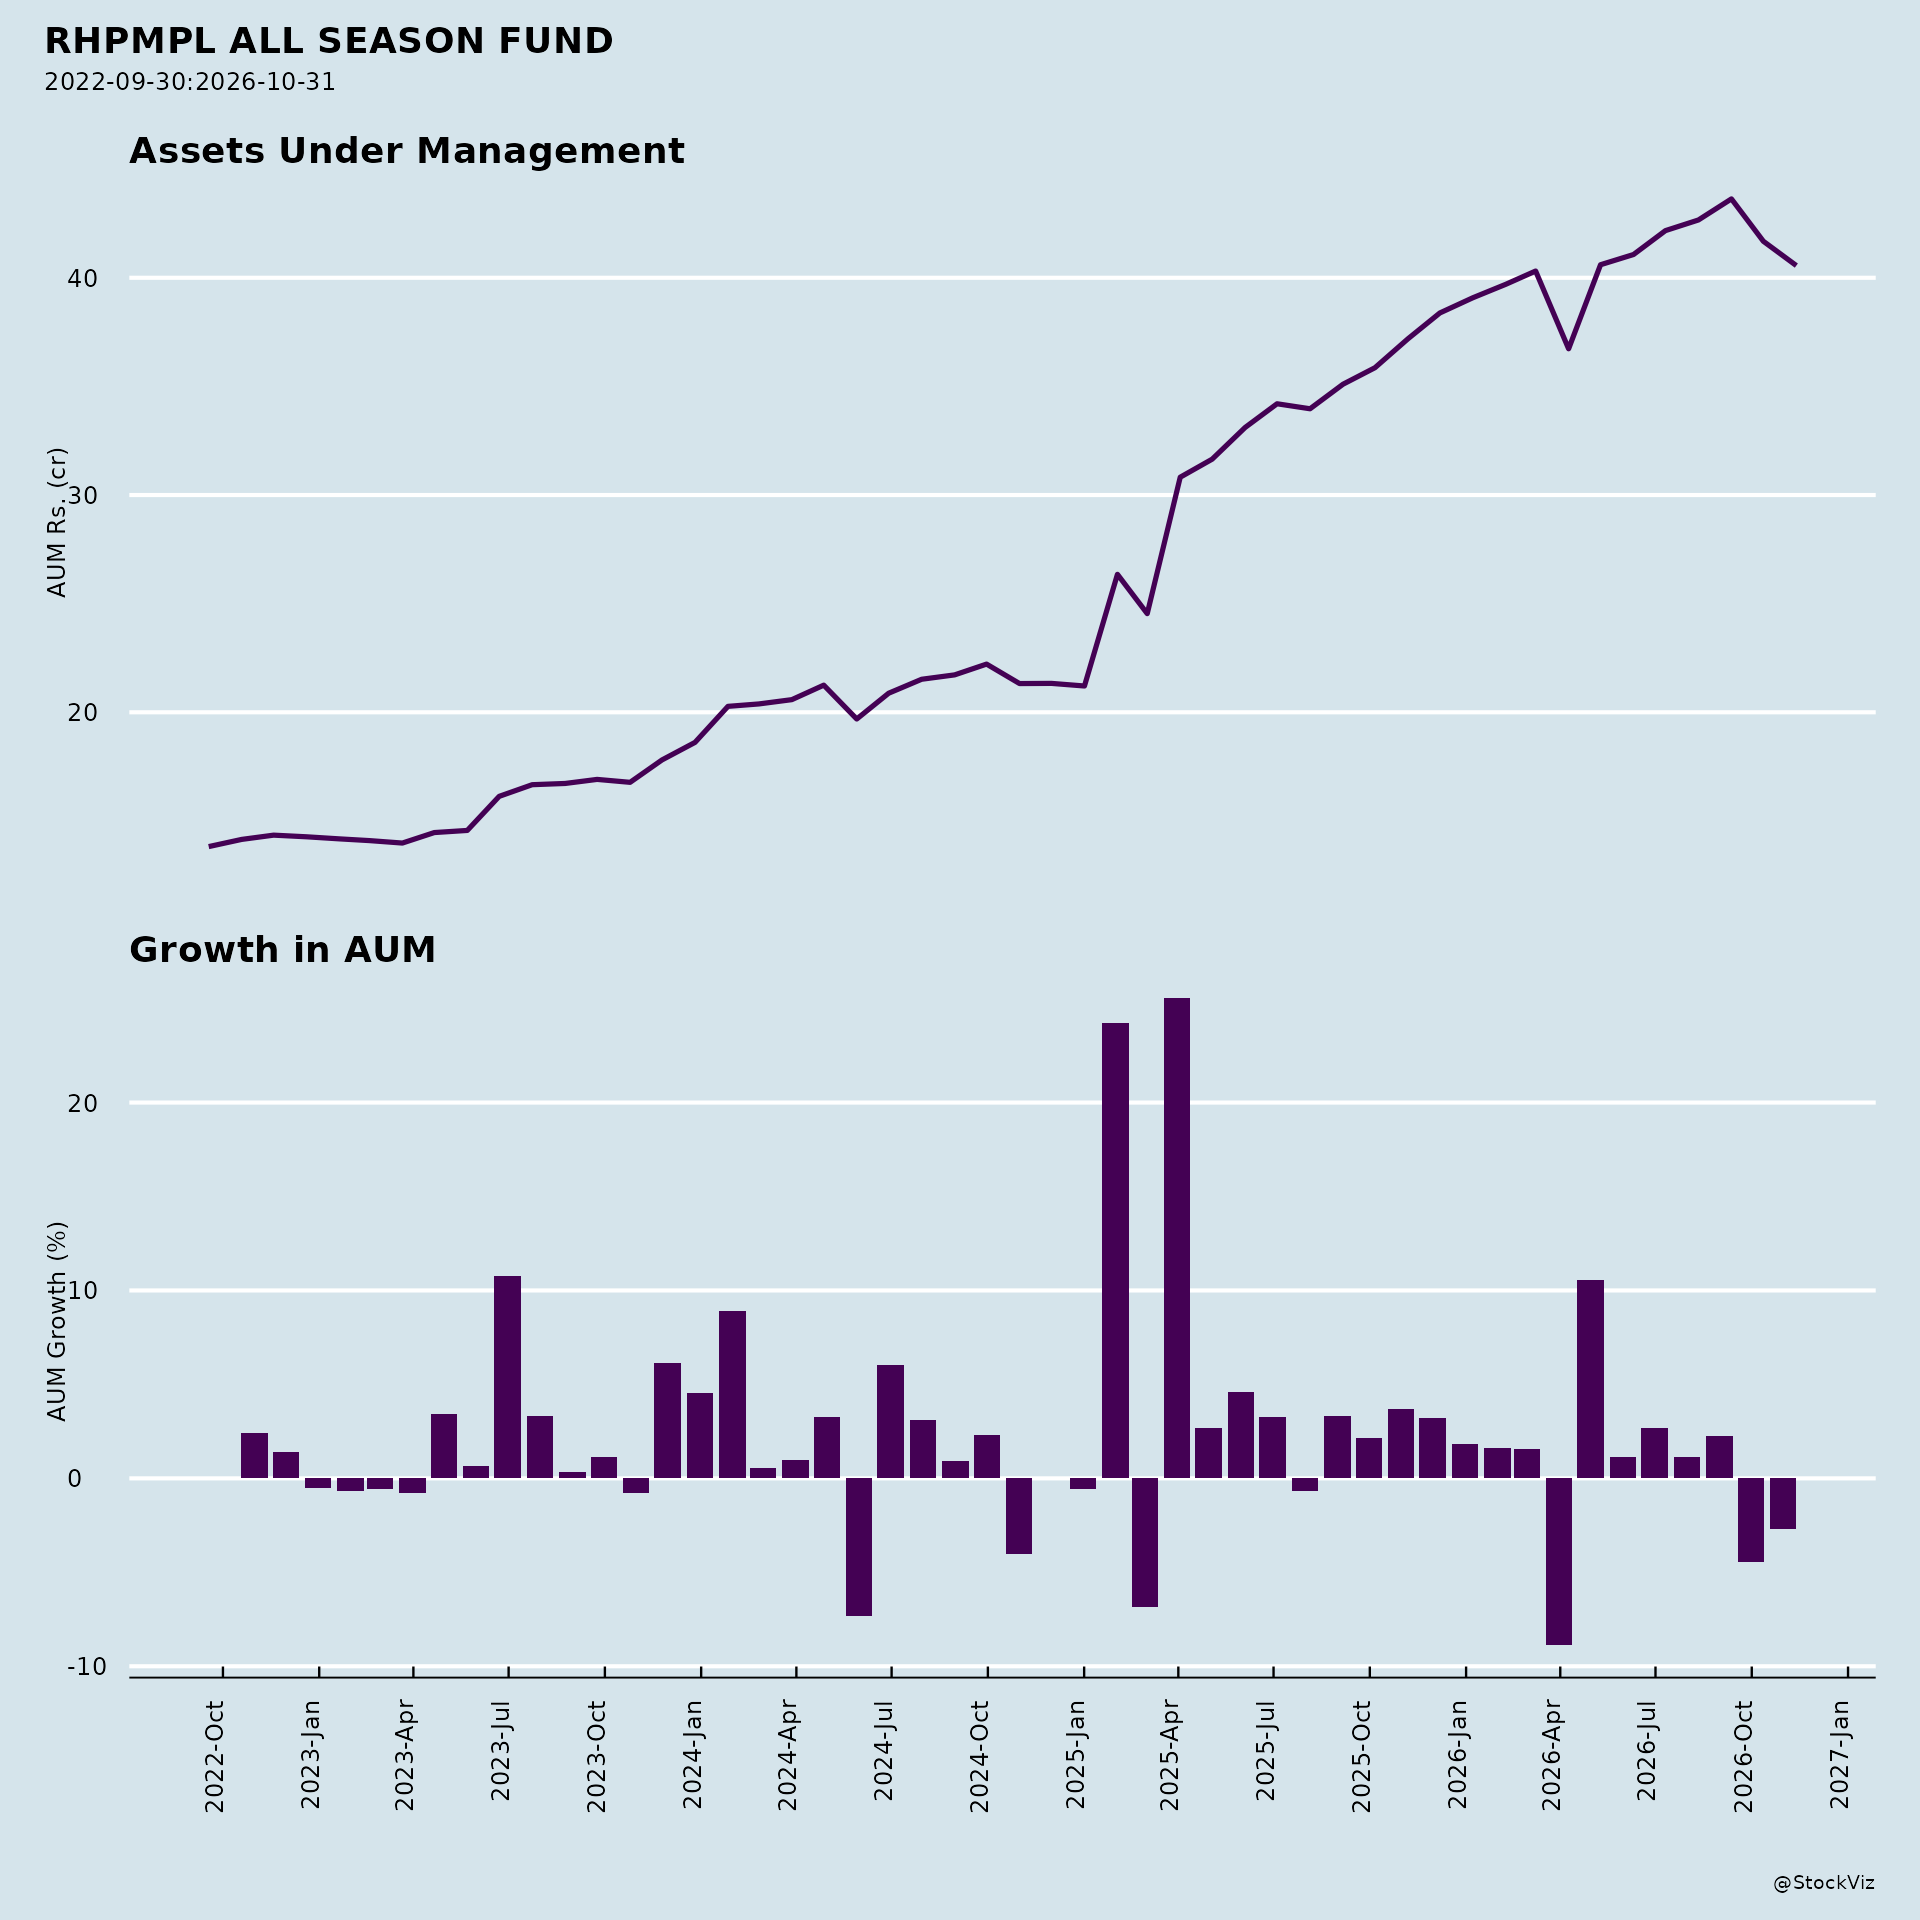 RHPMPL ALL SEASON FUND
2022-09-30:2026-10-31
Assets Under Management
AUM Rs. (cr)
40
30
20
Growth in AUM
AUM Growth (%)
20
10
0
-10
2022-Oct
2023-Jan
2023-Apr
2023-Jul
2023-Oct
2024-Jan
2024-Apr
2024-Jul
2024-Oct
2025-Jan
2025-Apr
2025-Jul
2025-Oct
2026-Jan
2026-Apr
2026-Jul
2026-Oct
2027-Jan
@StockViz